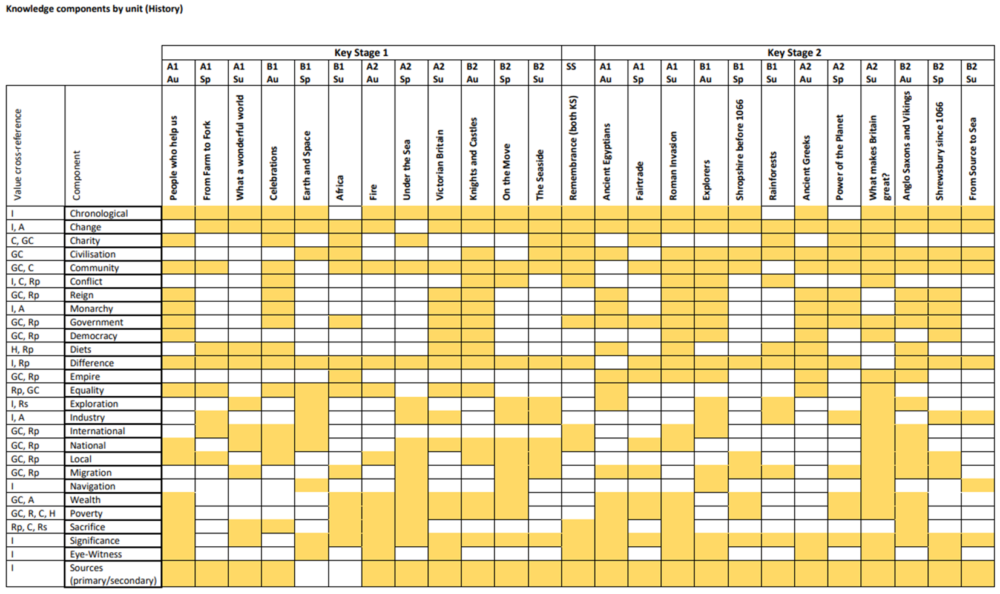 Knowledge components by unit (History)
Key Stage 1 Key Stage 2
A1 A1 A1 B1 B1 B1 A2 A2 A2 B2 B2 B2 SS A1 A1 A1 B1 B1 B1 A2 A2 A2 B2 B2 B2
Au Sp Su Au Sp Su Au Sp Su Au Sp Su Au Sp Su Au Sp Su Au Sp Su Au Sp Su
Value cross-reference
Component
People who help us
From Farm to Fork
What a wonderful world
Celebrations
Earth and Space
Africa
Fire
Under the Sea
Victorian Britain
Knights and Castles
On the Move
The Seaside
Remembrance (both KS)
Ancient Egyptians
Fairtrade
Roman Invasion
Explorers
Shropshire before 1066
Rainforests
Ancient Greeks
Power of the Planet
What makes Britain
great?
Anglo Saxons and Vikings
Shrewsbury since 1066
From Source to Sea
I Chronological
I, A Change
C, GC Charity
GC Civilisation
GC, C Community
I, C, Rp Conflict
GC, Rp Reign
I, A Monarchy
GC, Rp Government
GC, Rp Democracy
H, Rp Diets
I, Rp Difference
GC, Rp Empire
Rp, GC Equality
I, Rs Exploration
I, A Industry
GC, Rp International
GC, Rp National
GC, Rp Local
GC, Rp Migration
I Navigation
GC, A Wealth
GC, R, C, H Poverty
Rp, C, Rs Sacrifice
I Significance
I Eye-Witness
I Sources
(primary/secondary)